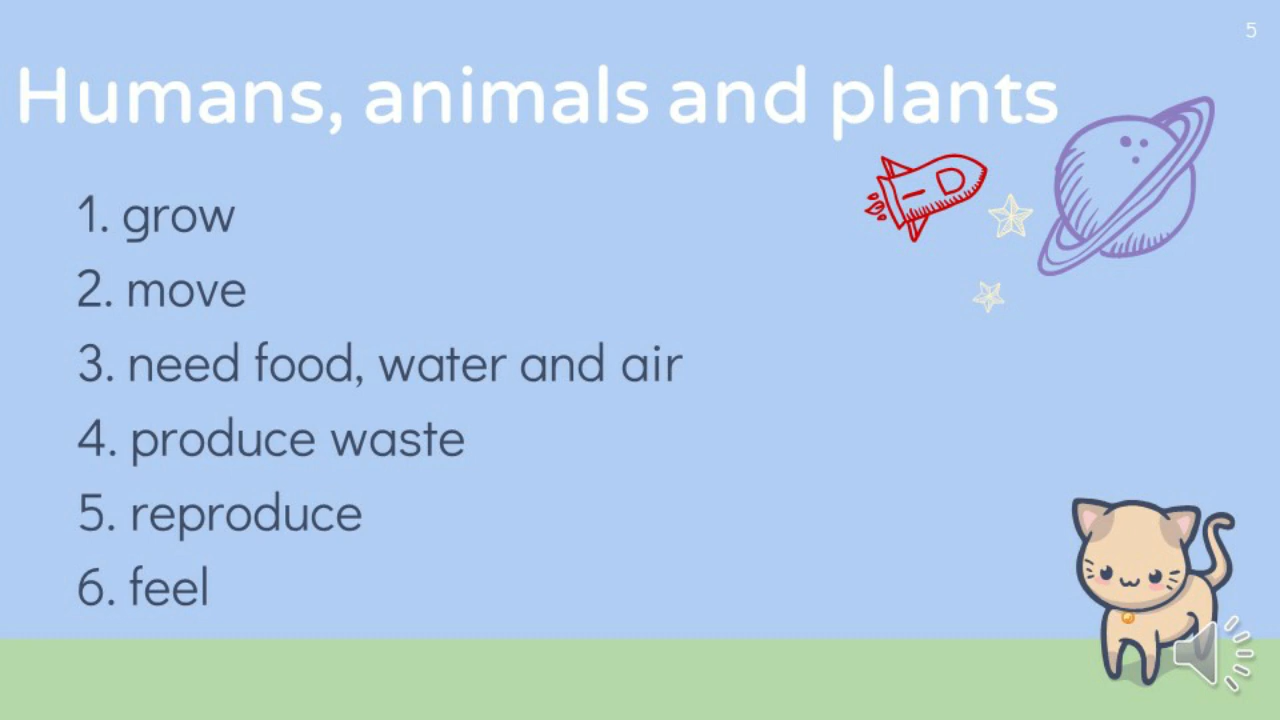 5
Humans, animals and plants
1. grow
2. move
3. need food, water and air
4. produce waste
5. reproduce
6. feel